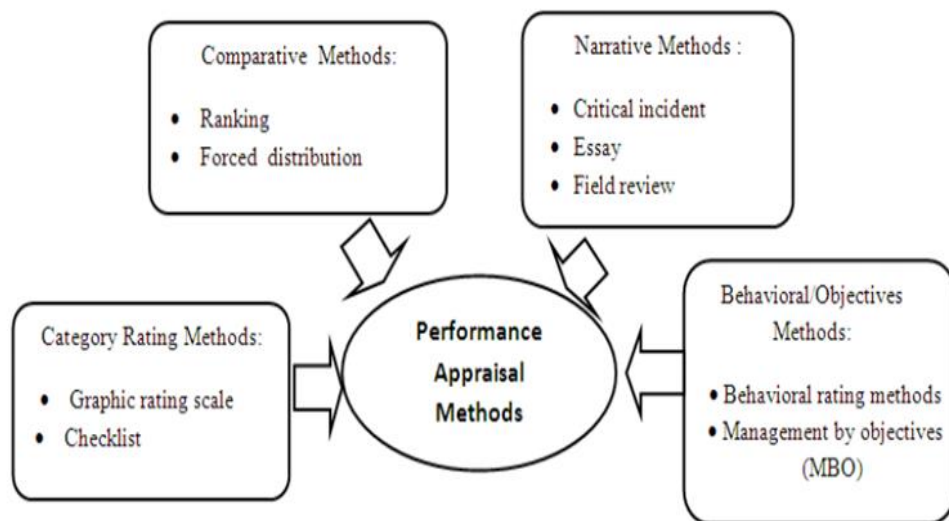 Comparative Methods:
• Ranking
• Forced distribution
Narrative Methods :
• Critical incident
• Essay
• Field review
Category Rating Methods:
• Graphic rating scale
• Checklist
Performance
Appraisal
Methods
Behavioral/Objectives
Methods:
• Behavioral rating methods
• Management by objectives
(MBO)